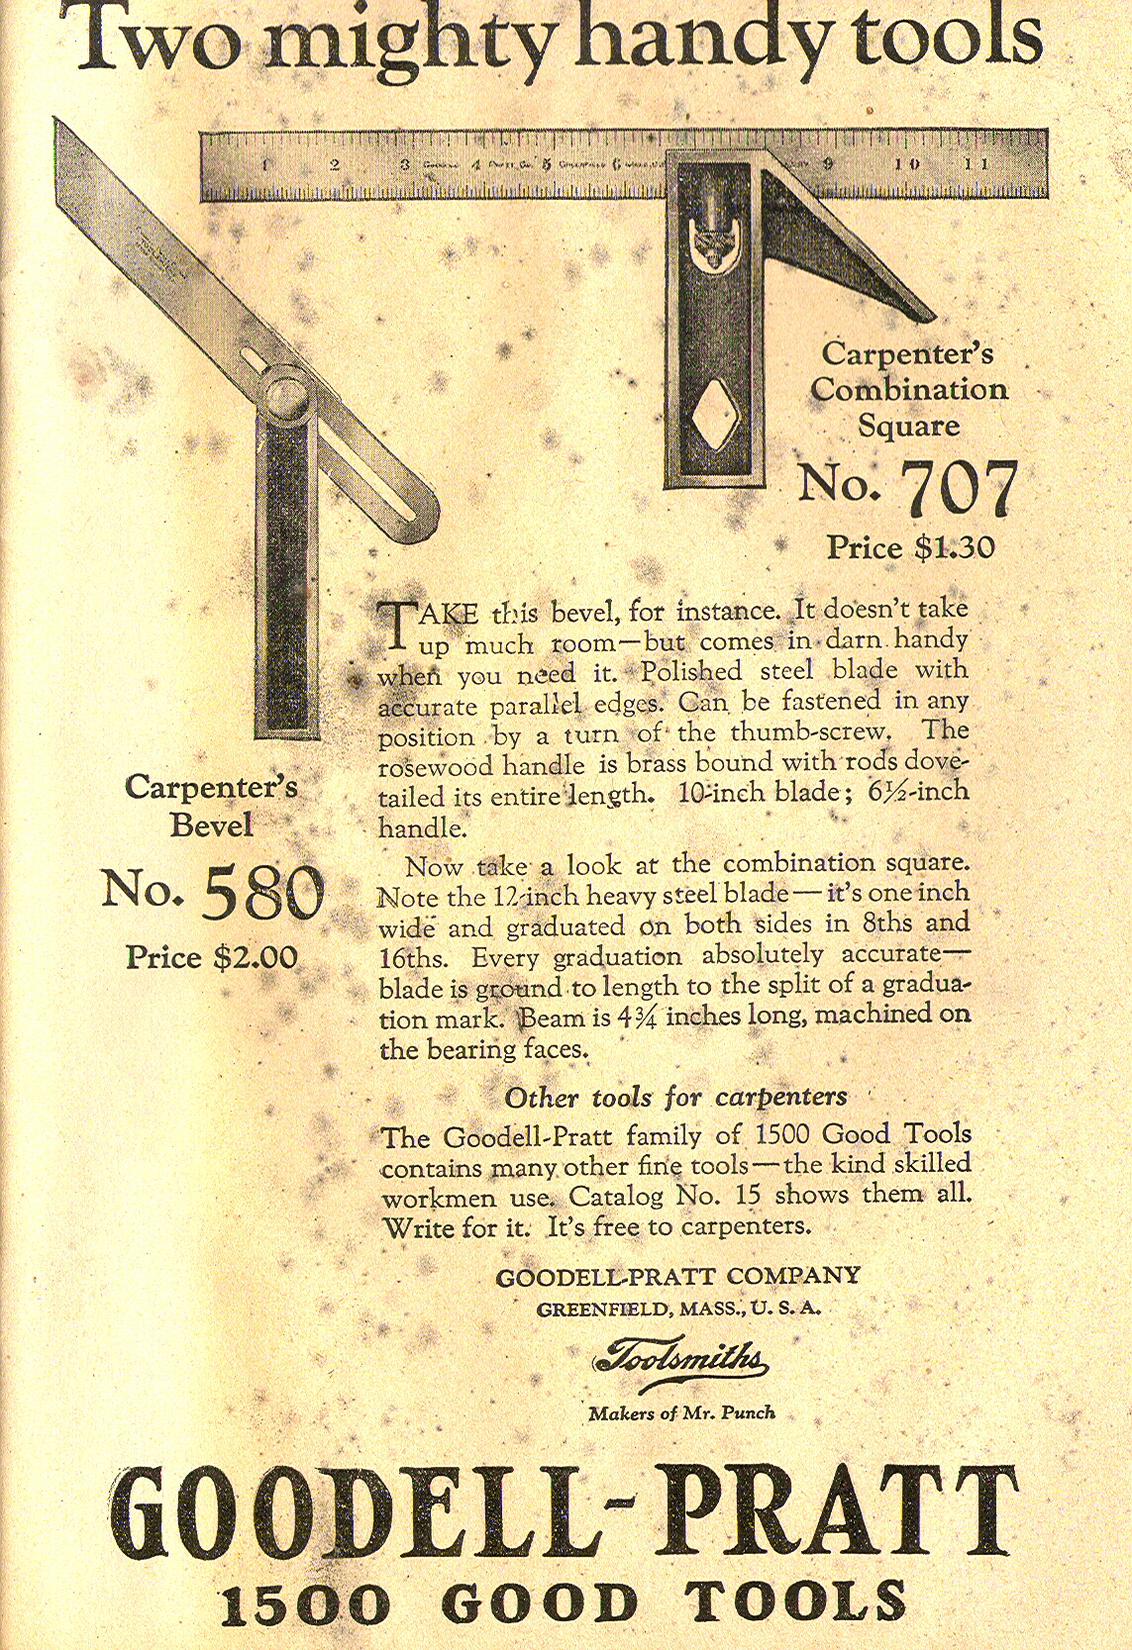 Two mighty handy tools
1 2 3 4 5 6 9 10 11
Carpenter's
Combination
Square
No. 707
Price $1.30
TAKE this bevel, for instance. It doesn't take
up much room—but comes in darn handy
when you need it. Polished steel blade with
accurate parallel edges. Can be fastened in any
position by a turn of the thumb-screw. The
rosewood handle is brass bound with rods dove-
tailed its entire length. 10-inch blade; 6½-inch
handle.
Carpenter's
Bevel
No. 580
Price $2.00
Now take a look at the combination square.
Note the 12-inch heavy steel blade—it's one inch
wide and graduated on both sides in 8ths and
16ths. Every graduation absolutely accurate—
blade is ground to length to the split of a gradua-
tion mark. Beam is 4¾ inches long, machined on
the bearing faces.
Other tools for carpenters
The Goodell-Pratt family of 1500 Good Tools
contains many other fine tools—the kind skilled
workmen use. Catalog No. 15 shows them all.
Write for it. It's free to carpenters.
GOODELL-PRATT COMPANY
GREENFIELD, MASS., U. S. A.
Toolsmiths
Makers of Mr. Punch
GOODELL-PRATT
1500 GOOD TOOLS